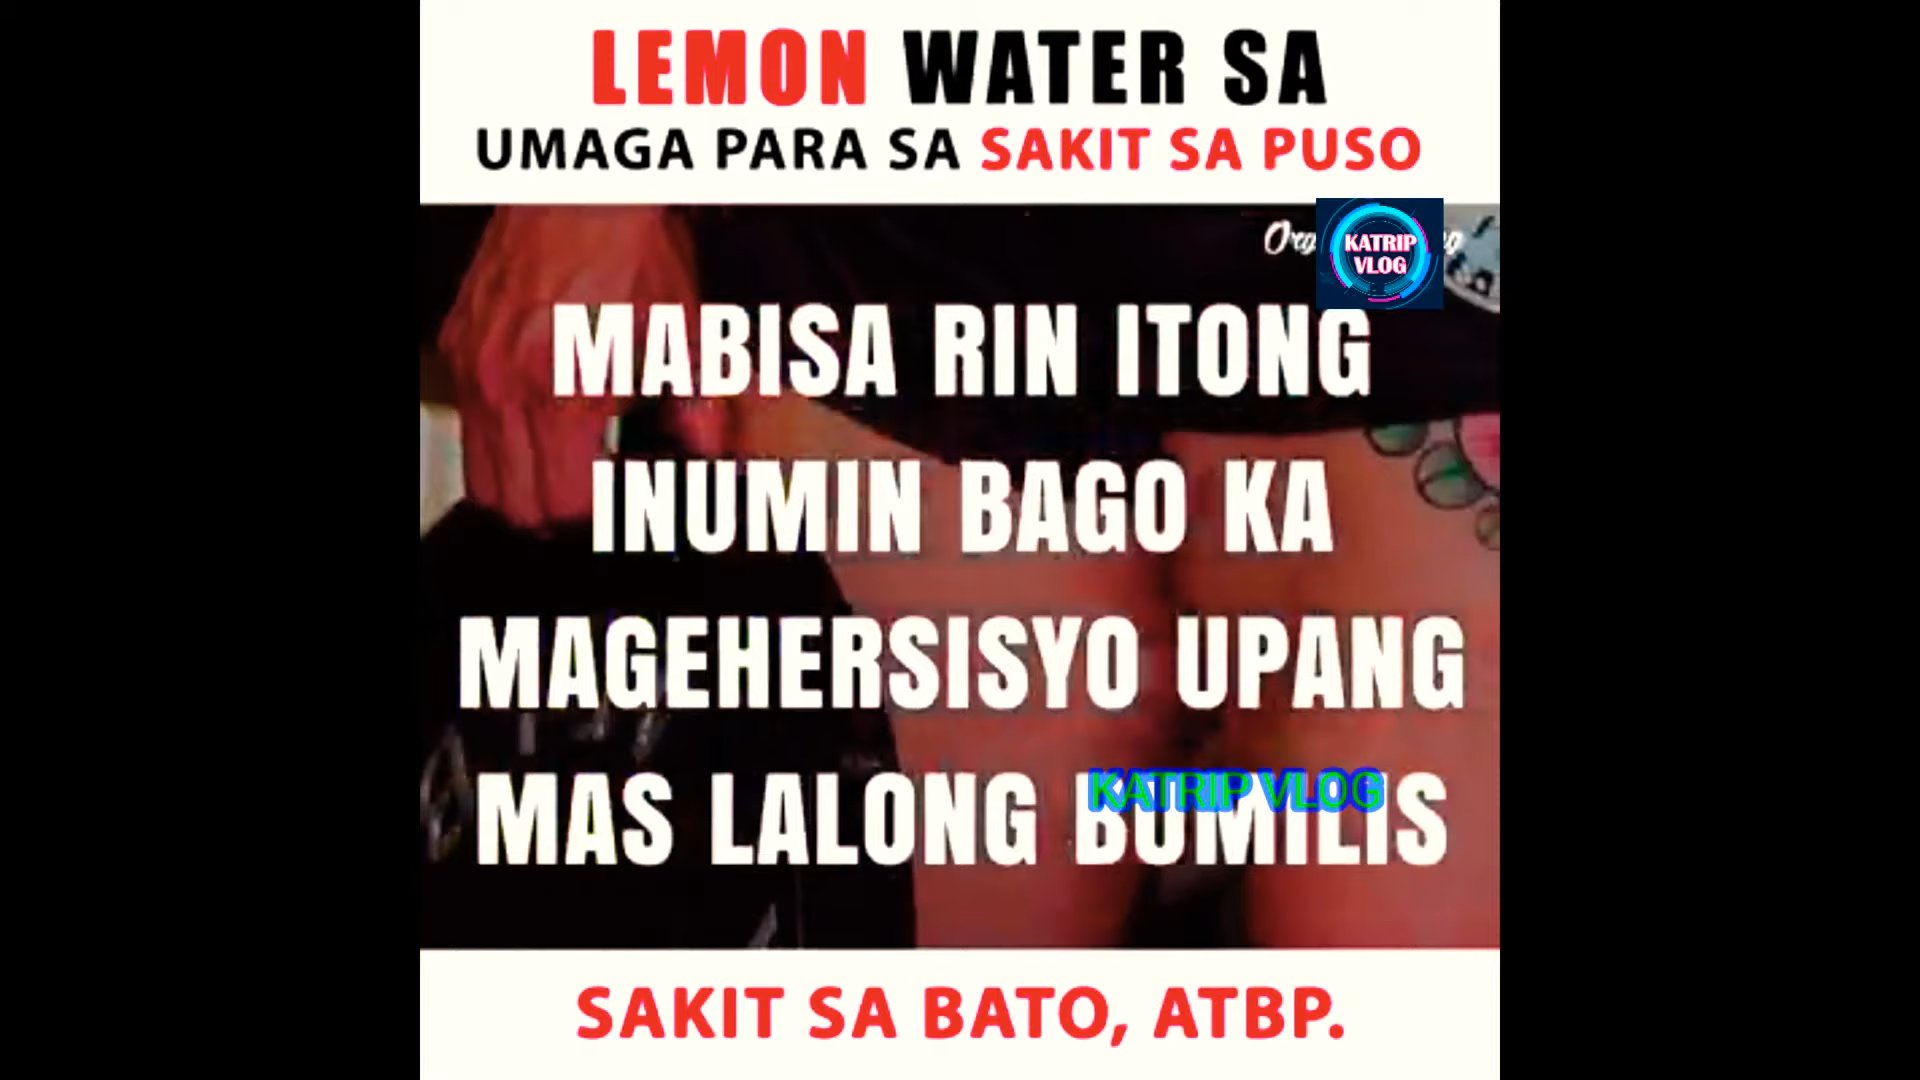 LEMON WATER SA
UMAGA PARA SA SAKIT SA PUSO
KATRIP
VLOG
MABISA RIN ITONG
INUMIN BAGO KA
MAGEHERSISYO UPANG
MAS LALONG BUMILIS
KATRIP VLOG
SAKIT SA BATO, ATBP.